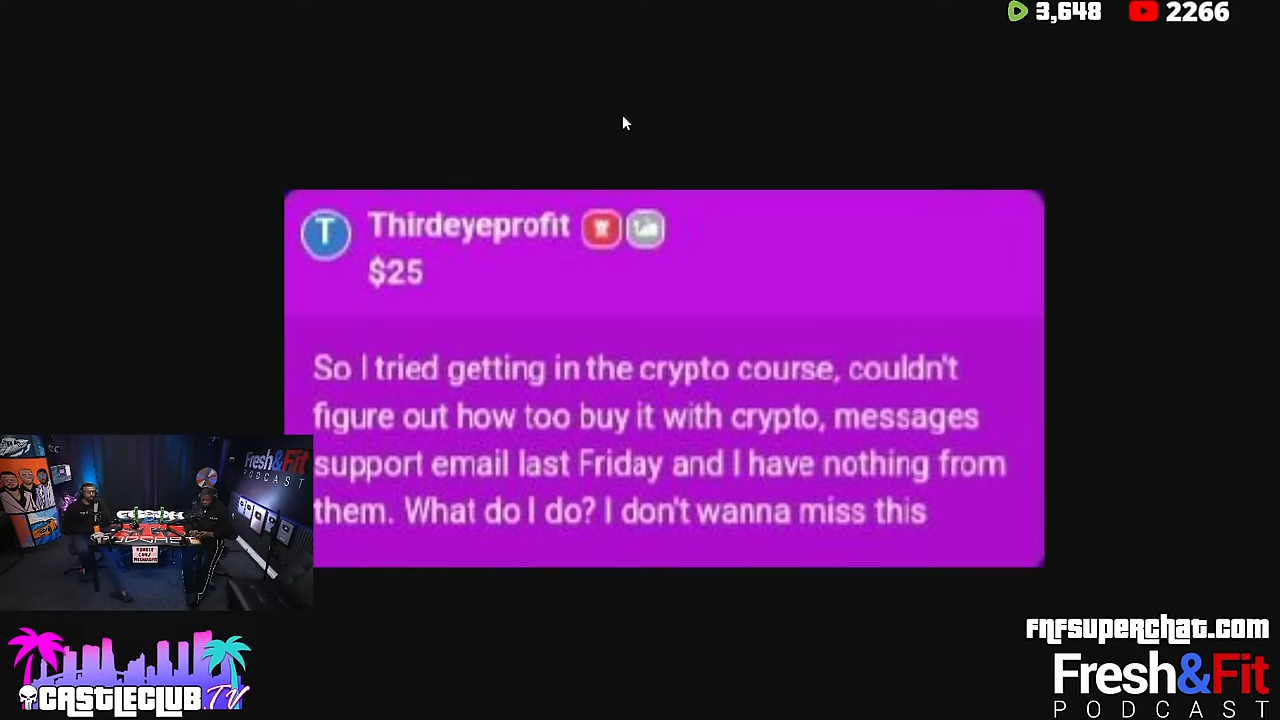 3,648 2266
T Thirdeyeprofit
$25
So I tried getting in the crypto course, couldn't
figure out how too buy it with crypto, messages
support email last Friday and I have nothing from
them. What do I do? I don't wanna miss this
Fresh&Fit
PODCAST
CASTLECLUB.TV
fnfsuperchat.com
Fresh&Fit
PODCAST